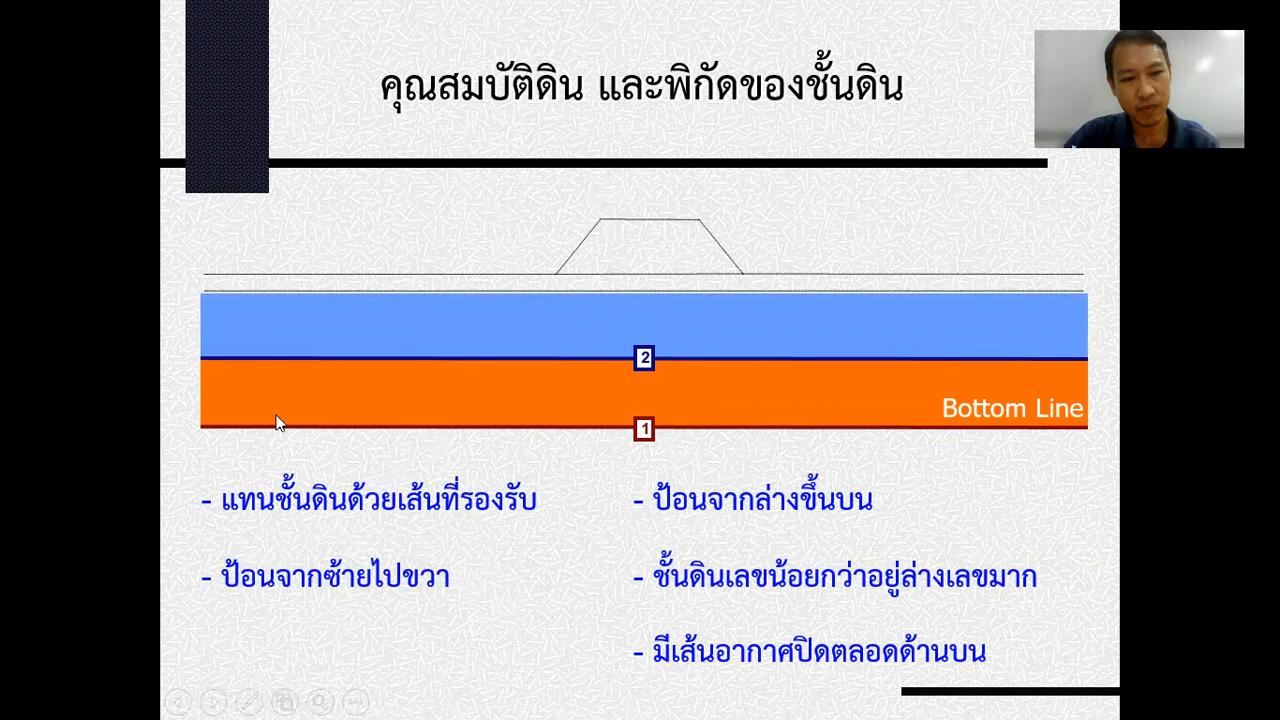 คุณสมบัติดิน และพิกัดของชั้นดิน
2
Bottom Line
1
- แทนชั้นดินด้วยเส้นที่รองรับ
- ป้อนจากซ้ายไปขวา
- ป้อนจากล่างขึ้นบน
- ชั้นดินเลขน้อยกว่าอยู่ล่างเลขมาก
- มีเส้นอากาศปิดตลอดด้านบน